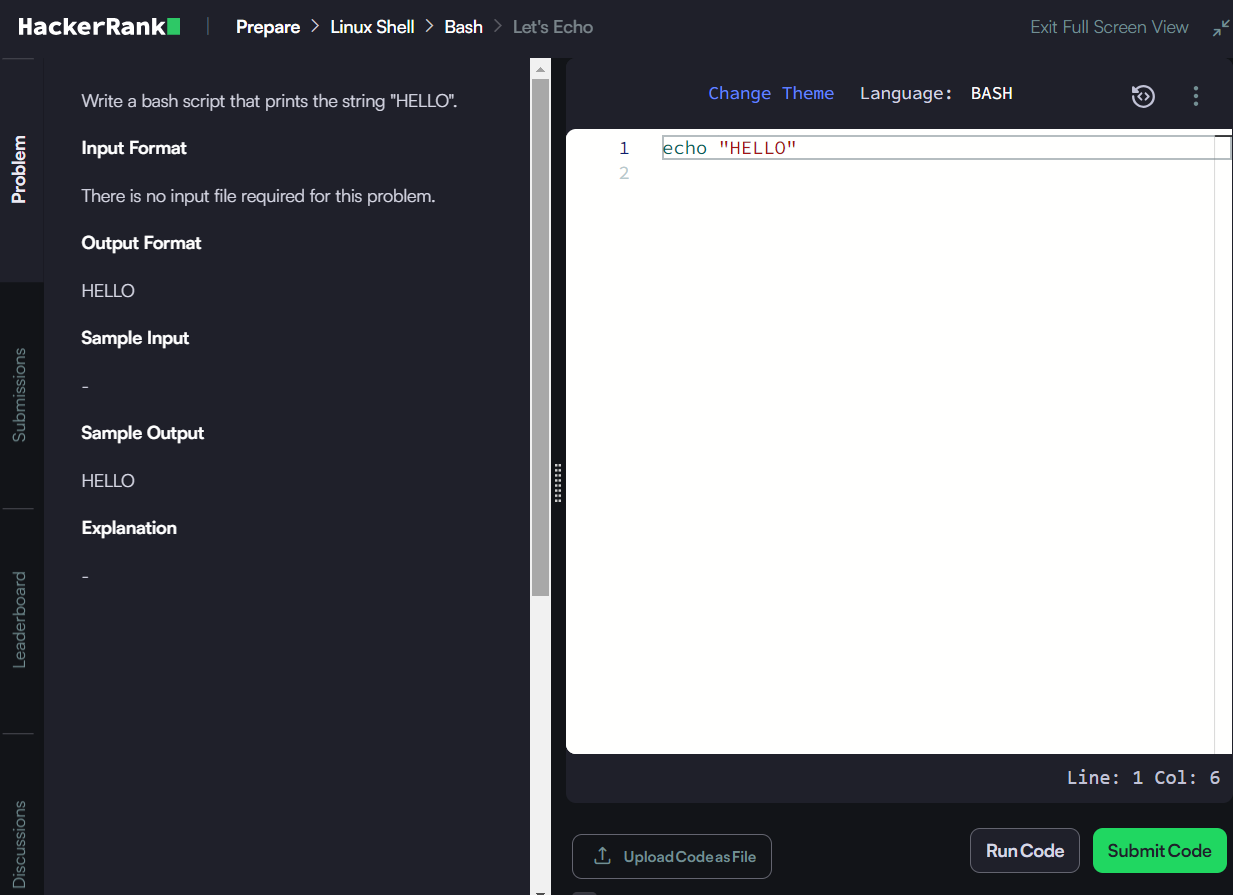 HackerRank | Prepare > Linux Shell > Bash > Let's Echo Exit Full Screen View
Problem
Submissions
Leaderboard
Discussions
Write a bash script that prints the string "HELLO".
Input Format
There is no input file required for this problem.
Output Format
HELLO
Sample Input
-
Sample Output
HELLO
Explanation
-
Change Theme Language: BASH
1 echo "HELLO"
2
Line: 1 Col: 6
Upload Code as File
Run Code
Submit Code